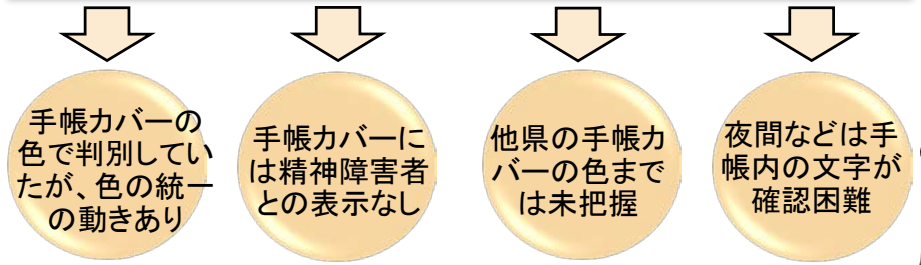 手帳カバーの
色で判別してい
たが、色の統一
の動きあり
手帳カバーに
は精神障害者
との表示なし
他県の手帳カ
バーの色まで
は未把握
夜間などは手
帳内の文字が
確認困難